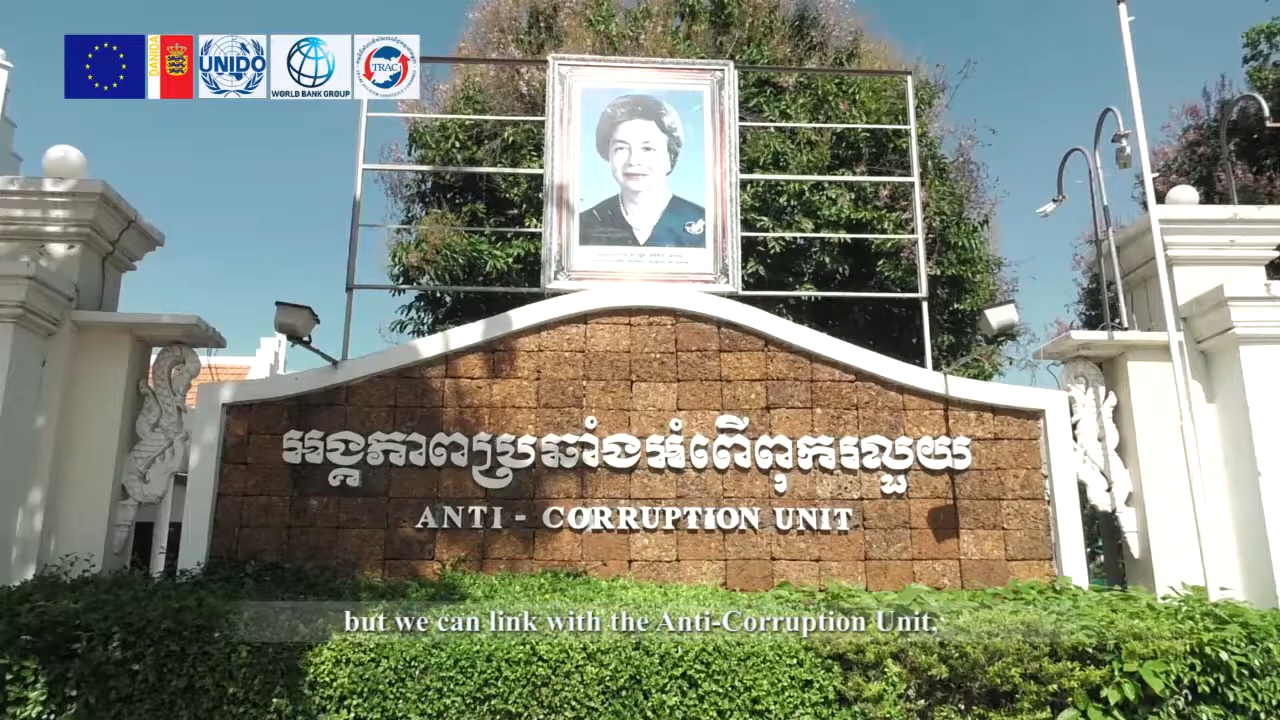 DANIDA
UNIDO
WORLD BANK GROUP
TRAC
អង្គភាពប្រឆាំងអំពើពុករលួយ
ANTI - CORRUPTION UNIT
but we can link with the Anti-Corruption Unit,